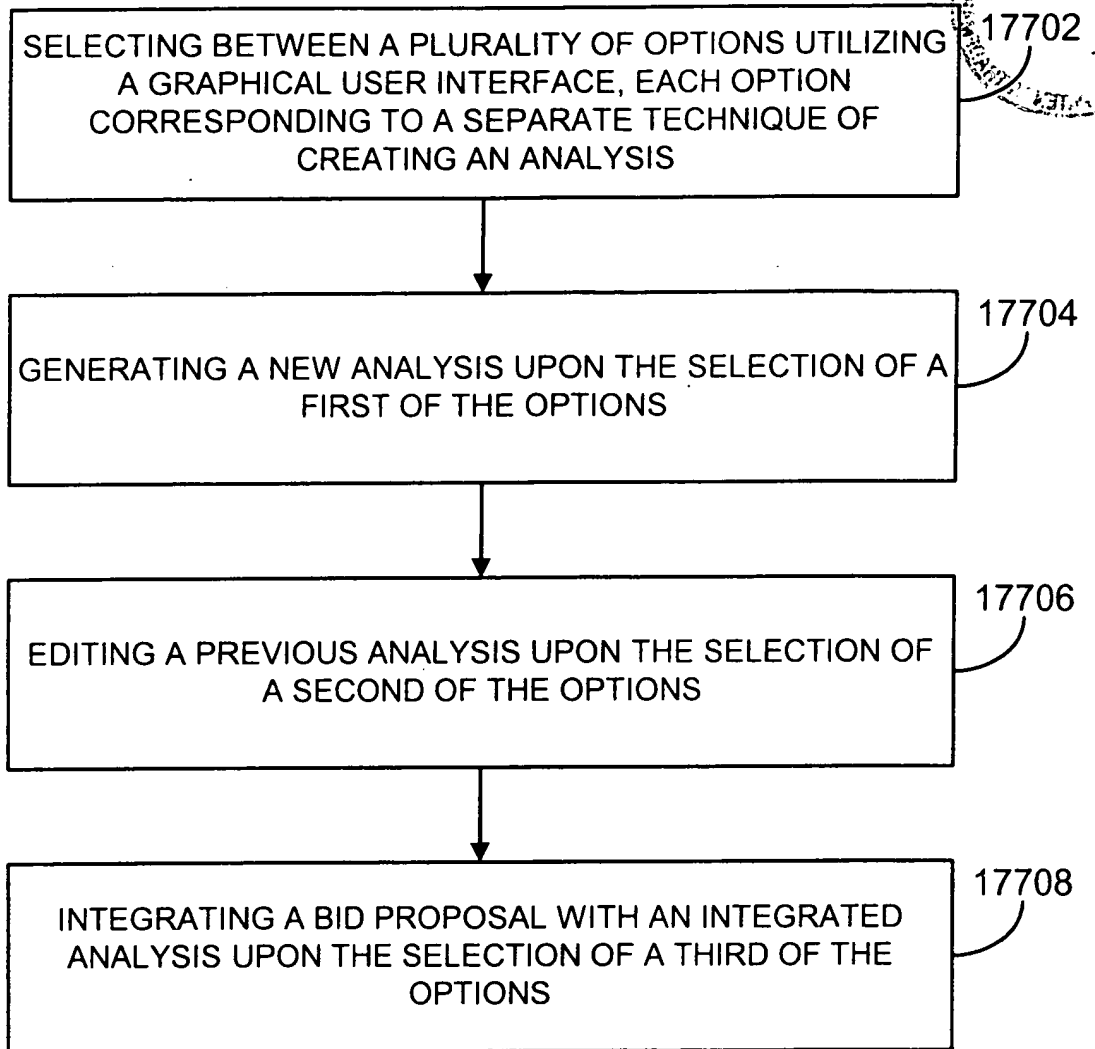 SELECTING BETWEEN A PLURALITY OF OPTIONS UTILIZING
A GRAPHICAL USER INTERFACE, EACH OPTION
CORRESPONDING TO A SEPARATE TECHNIQUE OF
CREATING AN ANALYSIS
17702
GENERATING A NEW ANALYSIS UPON THE SELECTION OF A
FIRST OF THE OPTIONS
17704
EDITING A PREVIOUS ANALYSIS UPON THE SELECTION OF
A SECOND OF THE OPTIONS
17706
INTEGRATING A BID PROPOSAL WITH AN INTEGRATED
ANALYSIS UPON THE SELECTION OF A THIRD OF THE
OPTIONS
17708